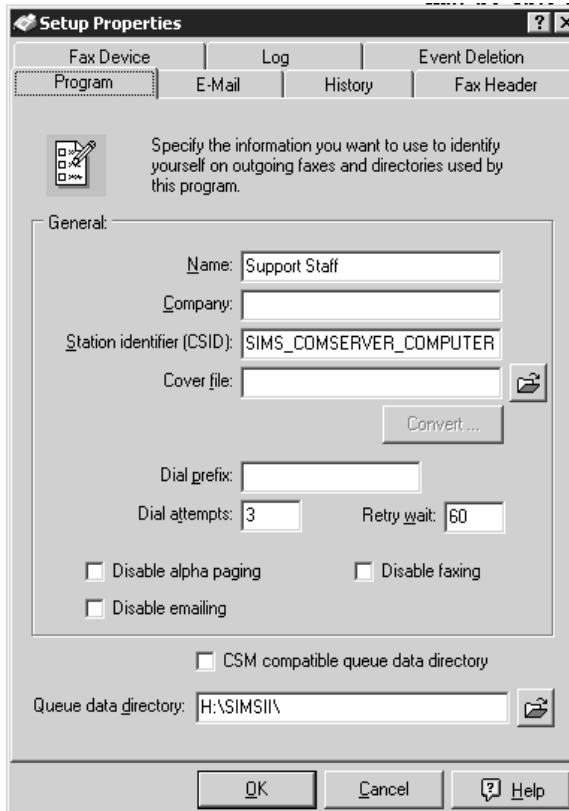 Setup Properties
Fax Device Log Event Deletion
Program E-Mail History Fax Header
Specify the information you want to use to identify
yourself on outgoing faxes and directories used by
this program.
General:
Name: Support Staff
Company:
Station identifier (CSID): SIMS_COMSERVER_COMPUTER
Cover file:
Convert ...
Dial prefix:
Dial attempts: 3 Retry wait: 60
Disable alpha paging Disable faxing
Disable emailing
CSM compatible queue data directory
Queue data directory: H:\SIMSII\
OK Cancel Help